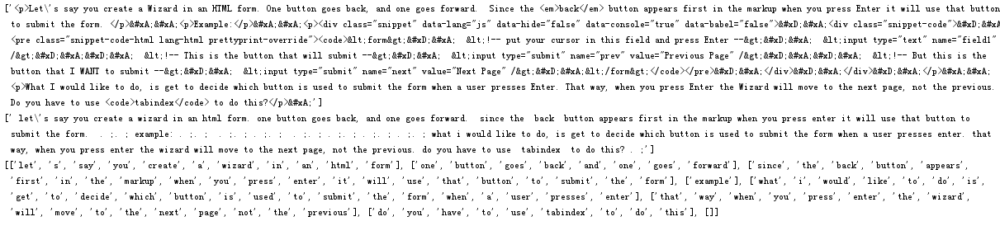 ['<p>Let\'s say you create a Wizard in an HTML form. One button goes back, and one goes forward.  Since the <em>back</em> button appears first in the markup when you press Enter it will use that button
to submit the form. </p>&#xA;&#xA;<p>Example:</p>&#xA;&#xA;<p><div class="snippet" data-lang="js" data-hide="false" data-console="true" data-babel="false">&#xD;&#xA;<div class="snippet-code">&#xD;&#xA;
<pre class="snippet-code-html lang-html prettyprint-override"><code>&lt;form&gt;&#xD;&#xA;  &lt;!-- put your cursor in this field and press Enter --&gt;&#xD;&#xA;  &lt;input type="text" name="field1"
/&gt;&#xD;&#xA;&#xD;&#xA;  &lt;!-- This is the button that will submit --&gt;&#xD;&#xA;  &lt;input type="submit" name="prev" value="Previous Page" /&gt;&#xD;&#xA;&#xD;&#xA;  &lt;!-- But this is the
button that I WANT to submit --&gt;&#xD;&#xA;  &lt;input type="submit" name="next" value="Next Page" /&gt;&#xD;&#xA;&lt;/form&gt;</code></pre>&#xD;&#xA;</div>&#xD;&#xA;</div>&#xD;&#xA;</p>&#xA;&#xA;
<p>What I would like to do, is get to decide which button is used to submit the form when a user presses Enter. That way, when you press Enter the Wizard will move to the next page, not the previous.
Do you have to use <code>tabindex</code> to do this?</p>&#xA;']
[' let\'s say you create a wizard in an html form. one button goes back, and one goes forward.  since the  back  button appears first in the markup when you press enter it will use that button to
submit the form.  . ;. ; example: . ;. ;  . ;. ; . ;. ;  . ;. ;  . ;. ; . ;. ;  . ;. ; . ;. ; what i would like to do, is get to decide which button is used to submit the form when a user presses enter. that
way, when you press enter the wizard will move to the next page, not the previous. do you have to use  tabindex  to do this? . ;']
[['let', 's', 'say', 'you', 'create', 'a', 'wizard', 'in', 'an', 'html', 'form'], ['one', 'button', 'goes', 'back', 'and', 'one', 'goes', 'forward'], ['since', 'the', 'back', 'button', 'appears',
'first', 'in', 'the', 'markup', 'when', 'you', 'press', 'enter', 'it', 'will', 'use', 'that', 'button', 'to', 'submit', 'the', 'form'], ['example'], ['what', 'i', 'would', 'like', 'to', 'do', 'is',
'get', 'to', 'decide', 'which', 'button', 'is', 'used', 'to', 'submit', 'the', 'form', 'when', 'a', 'user', 'presses', 'enter'], ['that', 'way', 'when', 'you', 'press', 'enter', 'the', 'wizard',
'will', 'move', 'to', 'the', 'next', 'page', 'not', 'the', 'previous'], ['do', 'you', 'have', 'to', 'use', 'tabindex', 'to', 'do', 'this'], []]